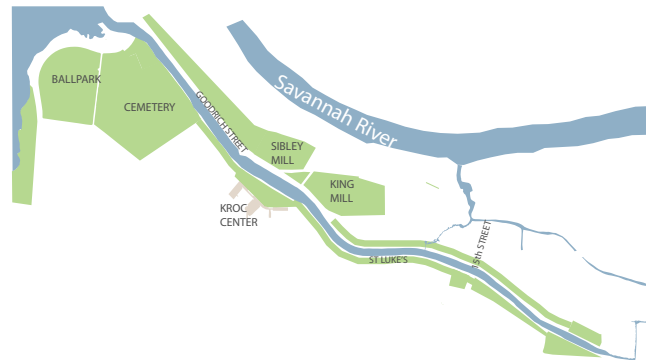 BALLPARK
CEMETERY
GOODRICH STREET
Savannah River
SIBLEY
MILL
KING
MILL
KROC
CENTER
ST LUKE'S
15th STREET